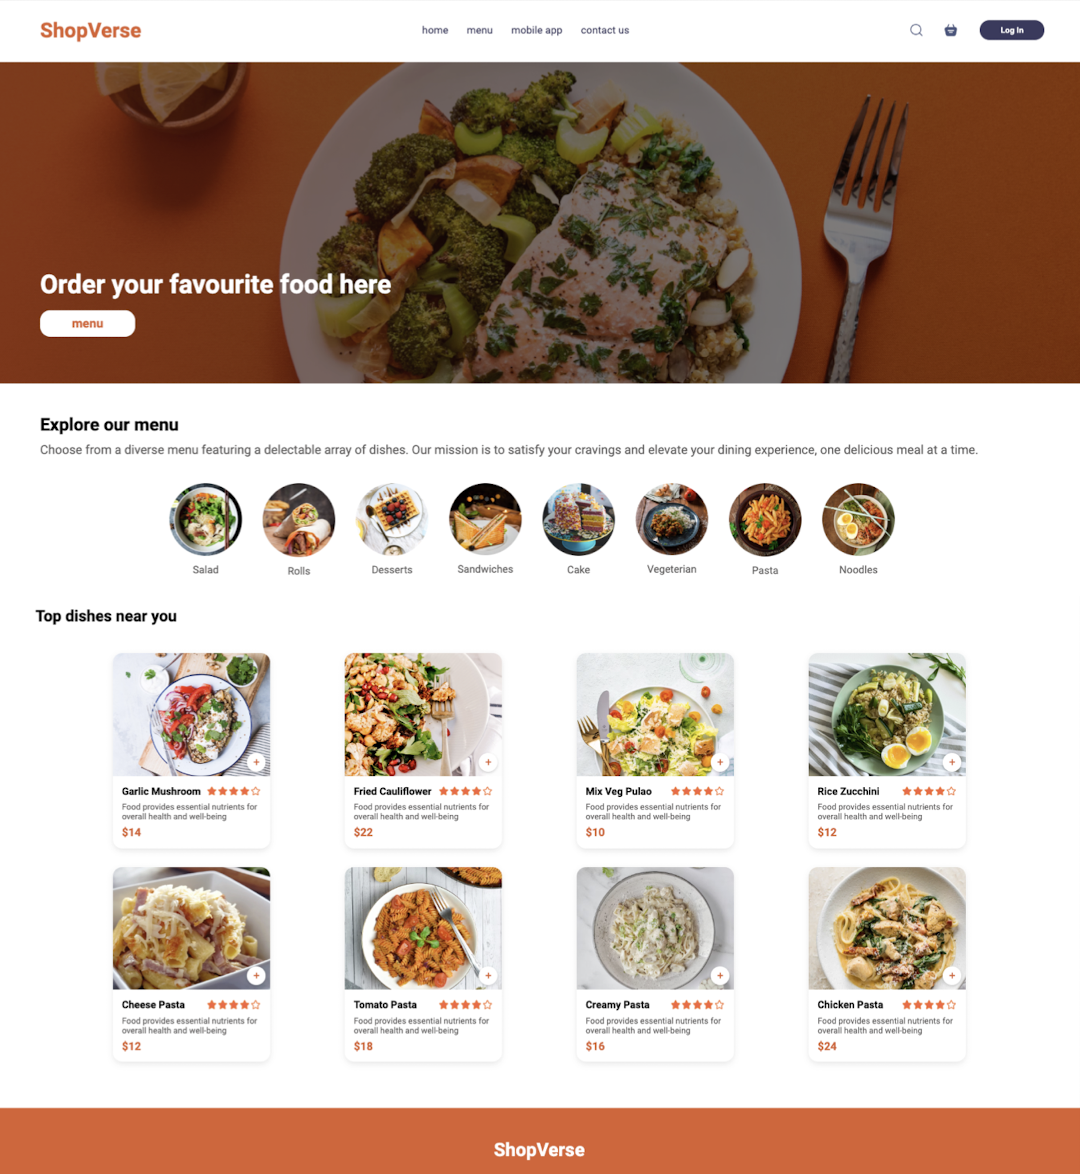 ShopVerse
home menu mobile app contact us
Log In
Order your favourite food here
menu
Explore our menu
Choose from a diverse menu featuring a delectable array of dishes. Our mission is to satisfy your cravings and elevate your dining experience, one delicious meal at a time.
Salad Rolls Desserts Sandwiches Cake Vegeterian Pasta Noodles
Top dishes near you
Garlic Mushroom
Food provides essential nutrients for
overall health and well-being
$14
Fried Cauliflower
Food provides essential nutrients for
overall health and well-being
$22
Mix Veg Pulao
Food provides essential nutrients for
overall health and well-being
$10
Rice Zucchini
Food provides essential nutrients for
overall health and well-being
$12
Cheese Pasta
Food provides essential nutrients for
overall health and well-being
$12
Tomato Pasta
Food provides essential nutrients for
overall health and well-being
$18
Creamy Pasta
Food provides essential nutrients for
overall health and well-being
$16
Chicken Pasta
Food provides essential nutrients for
overall health and well-being
$24
ShopVerse